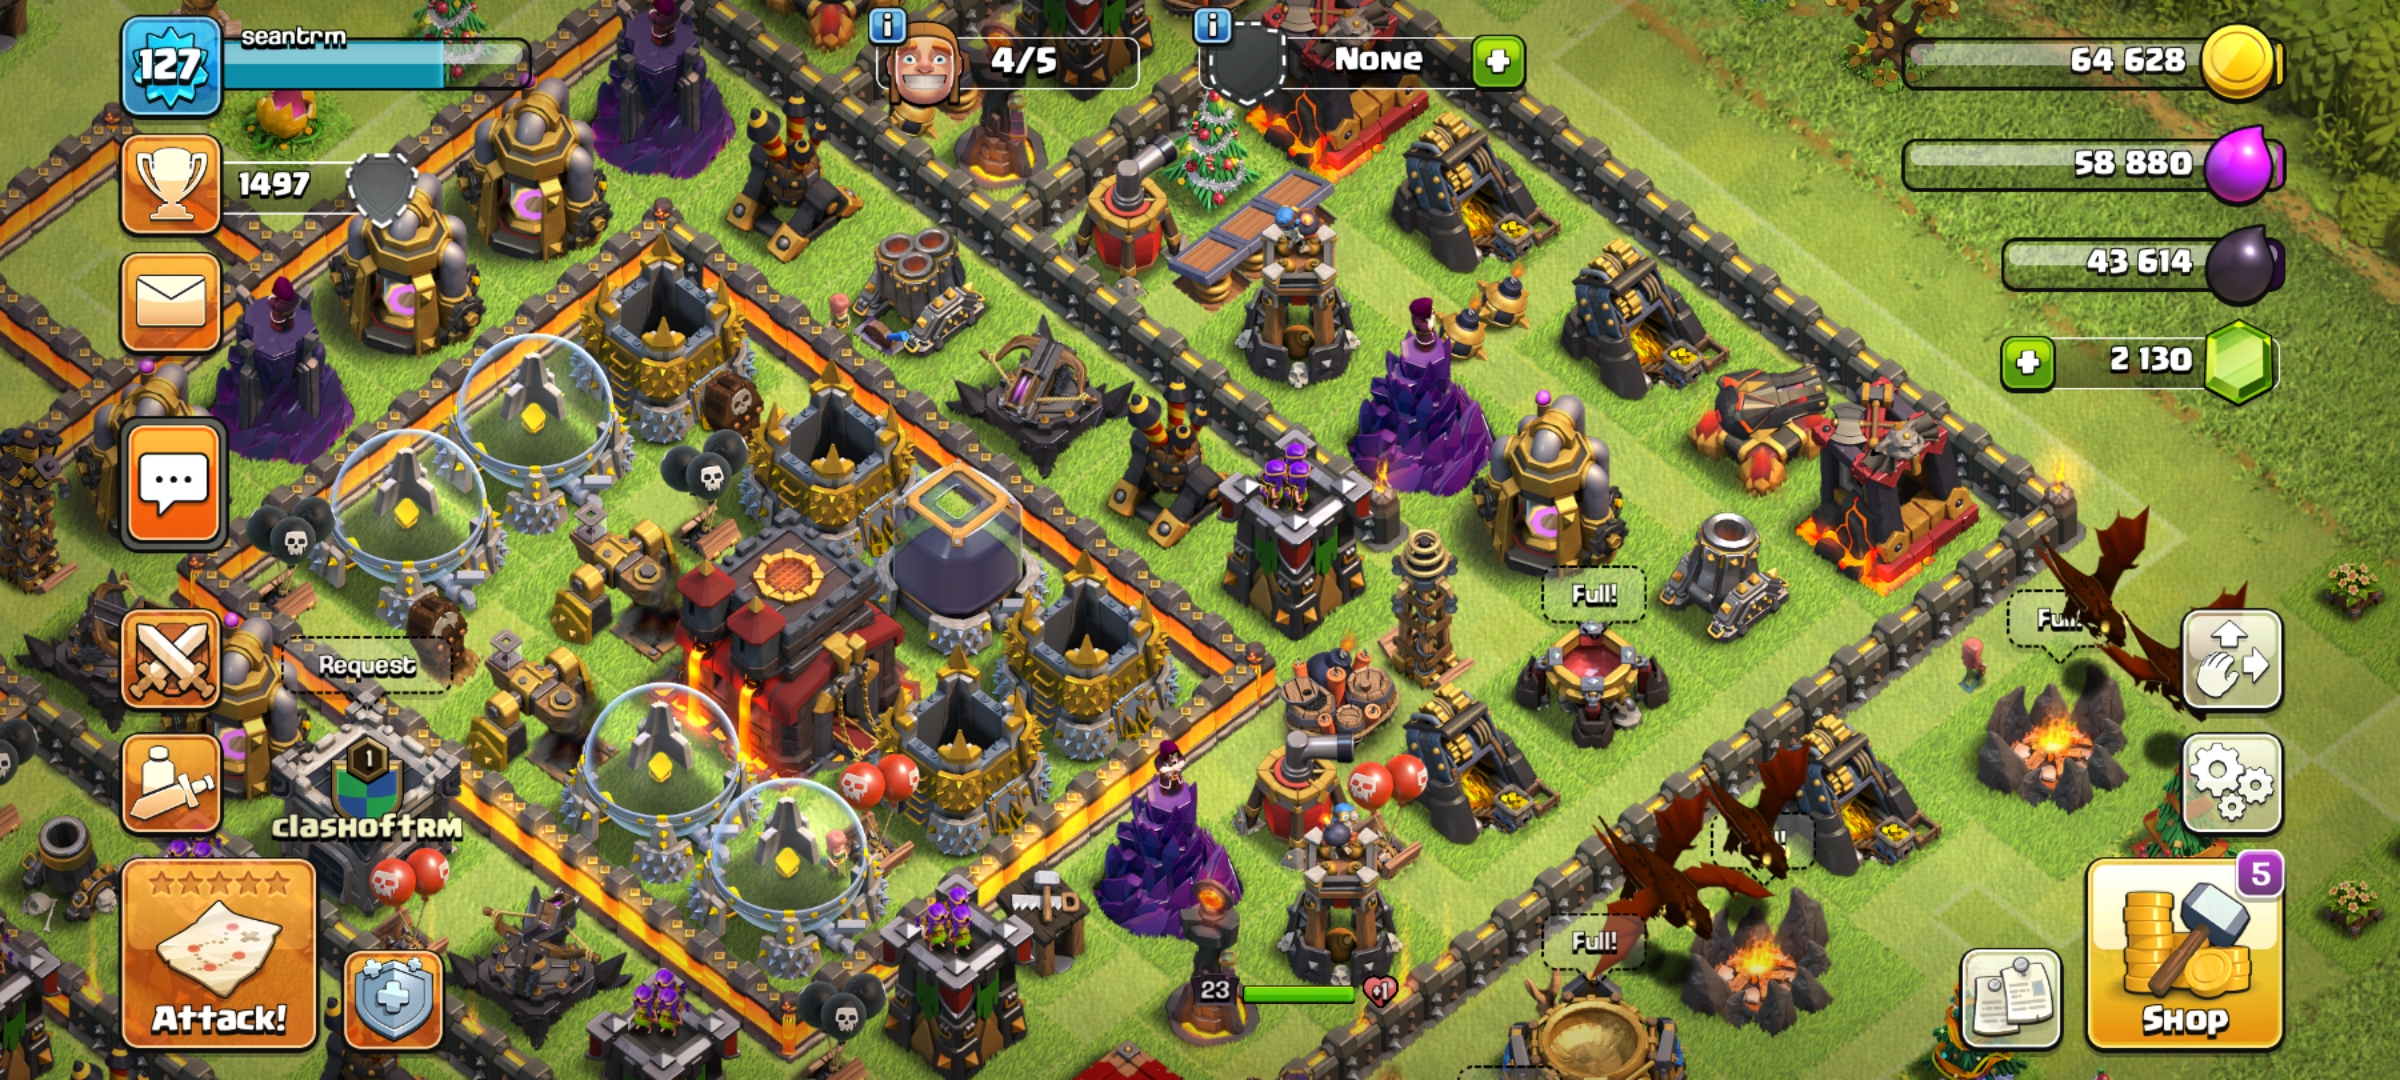 127
seantrm
4/5
None
64 628
1497
58 880
43 614
2 130
Full!
Full!
Request
1
clashoftRM
Full!
5
23
+1
Attack!
Shop